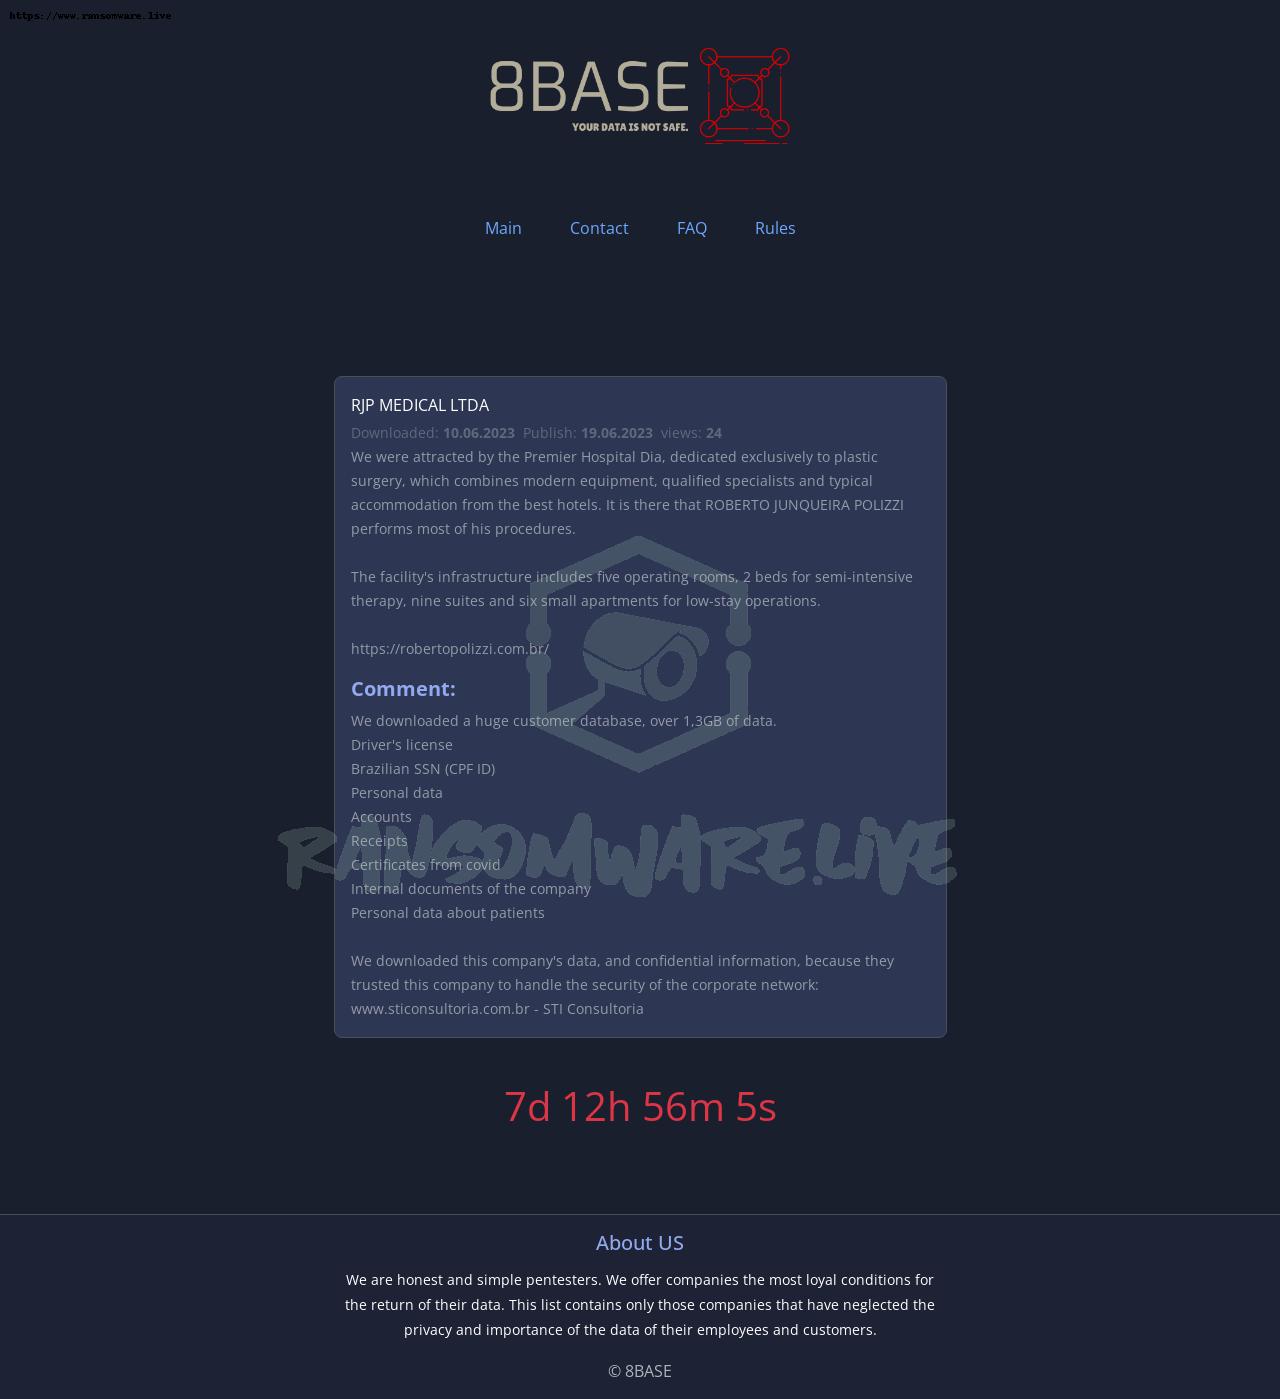 https://www.ransomware.live
8BASE
YOUR DATA IS NOT SAFE.
Main Contact FAQ Rules
RJP MEDICAL LTDA
Downloaded: 10.06.2023 Publish: 19.06.2023 views: 24
We were attracted by the Premier Hospital Dia, dedicated exclusively to plastic
surgery, which combines modern equipment, qualified specialists and typical
accommodation from the best hotels. It is there that ROBERTO JUNQUEIRA POLIZZI
performs most of his procedures.
The facility's infrastructure includes five operating rooms, 2 beds for semi-intensive
therapy, nine suites and six small apartments for low-stay operations.
https://robertopolizzi.com.br/
Comment:
We downloaded a huge customer database, over 1,3GB of data.
Driver's license
Brazilian SSN (CPF ID)
Personal data
Accounts
Receipts
RANSOMWARE.LIVE
Certificates from covid
Internal documents of the company
Personal data about patients
We downloaded this company's data, and confidential information, because they
trusted this company to handle the security of the corporate network:
www.sticonsultoria.com.br - STI Consultoria
7d 12h 56m 5s
About US
We are honest and simple pentesters. We offer companies the most loyal conditions for
the return of their data. This list contains only those companies that have neglected the
privacy and importance of the data of their employees and customers.
© 8BASE